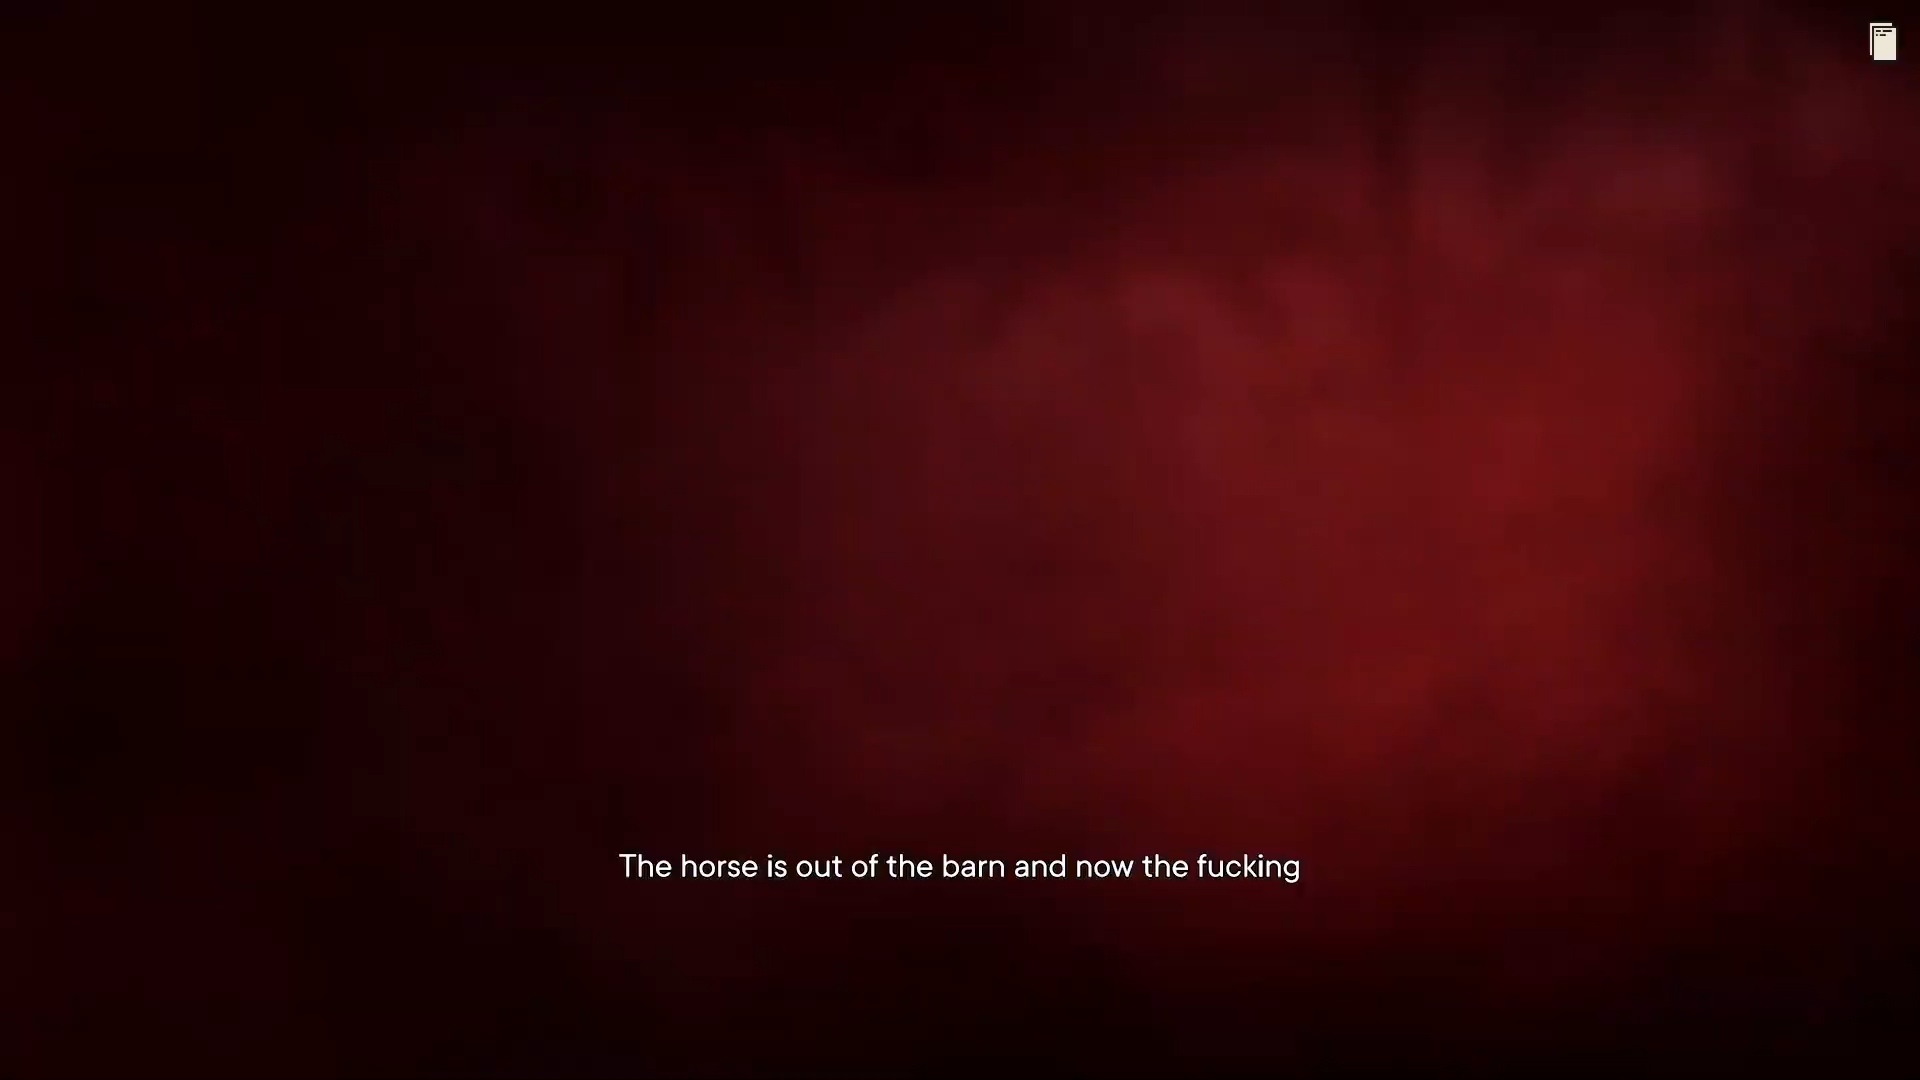 The horse is out of the barn and now the fucking